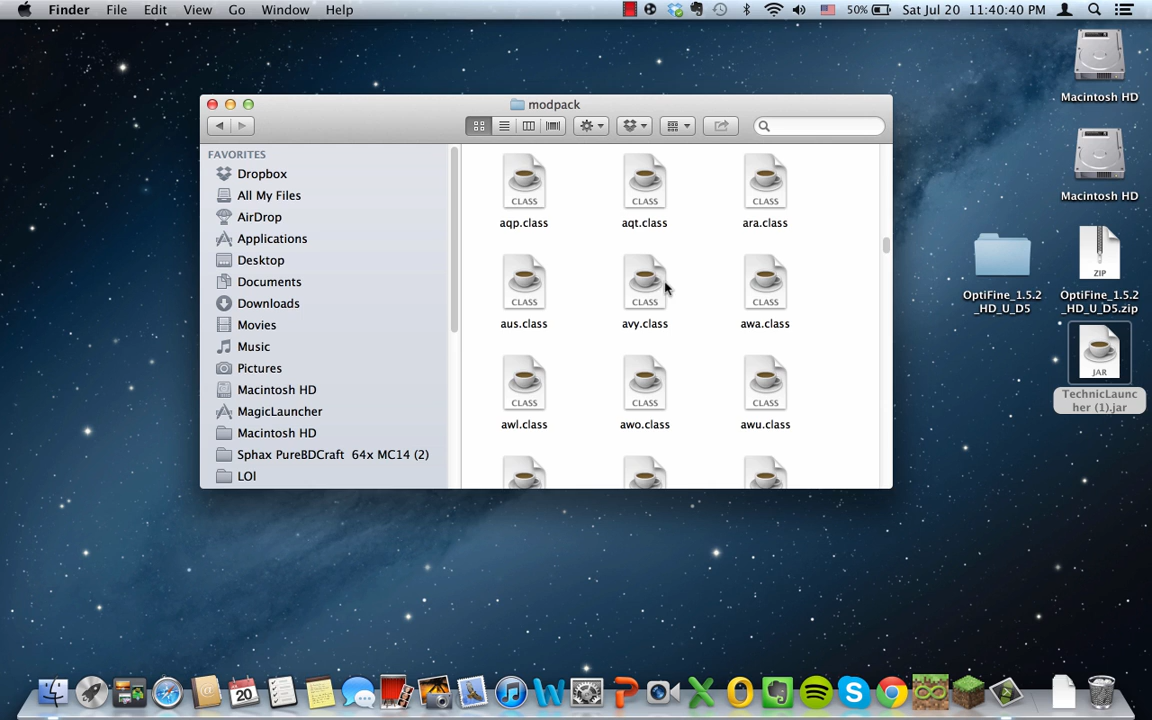 Finder File Edit View Go Window Help 50% Sat Jul 20 11:40:40 PM
modpack
FAVORITES
Dropbox
All My Files
AirDrop
Applications
Desktop
Documents
Downloads
Movies
Music
Pictures
Macintosh HD
MagicLauncher
Macintosh HD
Sphax PureBDCraft 64x MC14 (2)
LOl
CLASS CLASS CLASS
aqp.class aqt.class ara.class
CLASS CLASS CLASS
aus.class avy.class awa.class
CLASS CLASS CLASS
awl.class awo.class awu.class
Macintosh HD
Macintosh HD
OptiFine_1.5.2
_HD_U_D5
ZIP
OptiFine_1.5.2
_HD_U_D5.zip
JAR
TechnicLaunc
her (1).jar
20